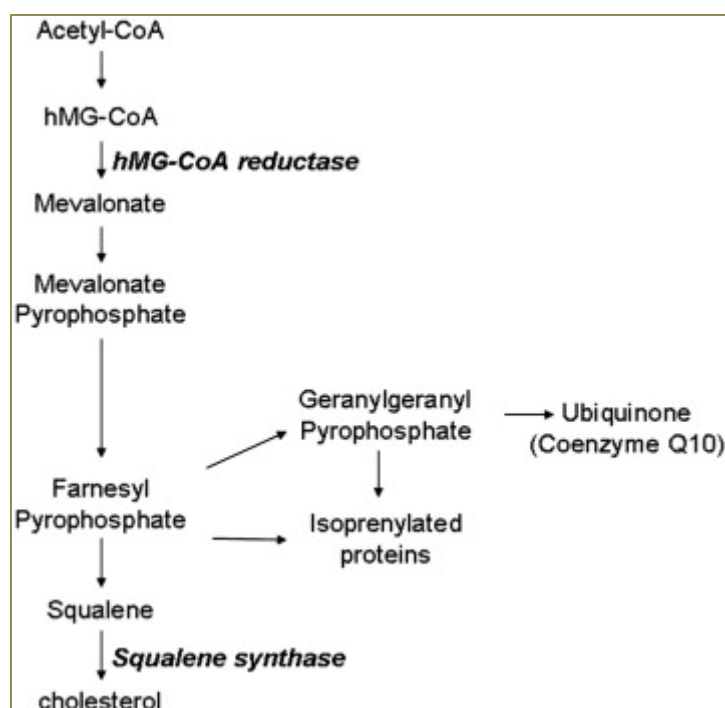 Acetyl-CoA
hMG-CoA
hMG-CoA reductase
Mevalonate
Mevalonate
Pyrophosphate
Geranylgeranyl
Pyrophosphate
Ubiquinone
(Coenzyme Q10)
Farnesyl
Pyrophosphate
Isoprenylated
proteins
Squalene
Squalene synthase
cholesterol